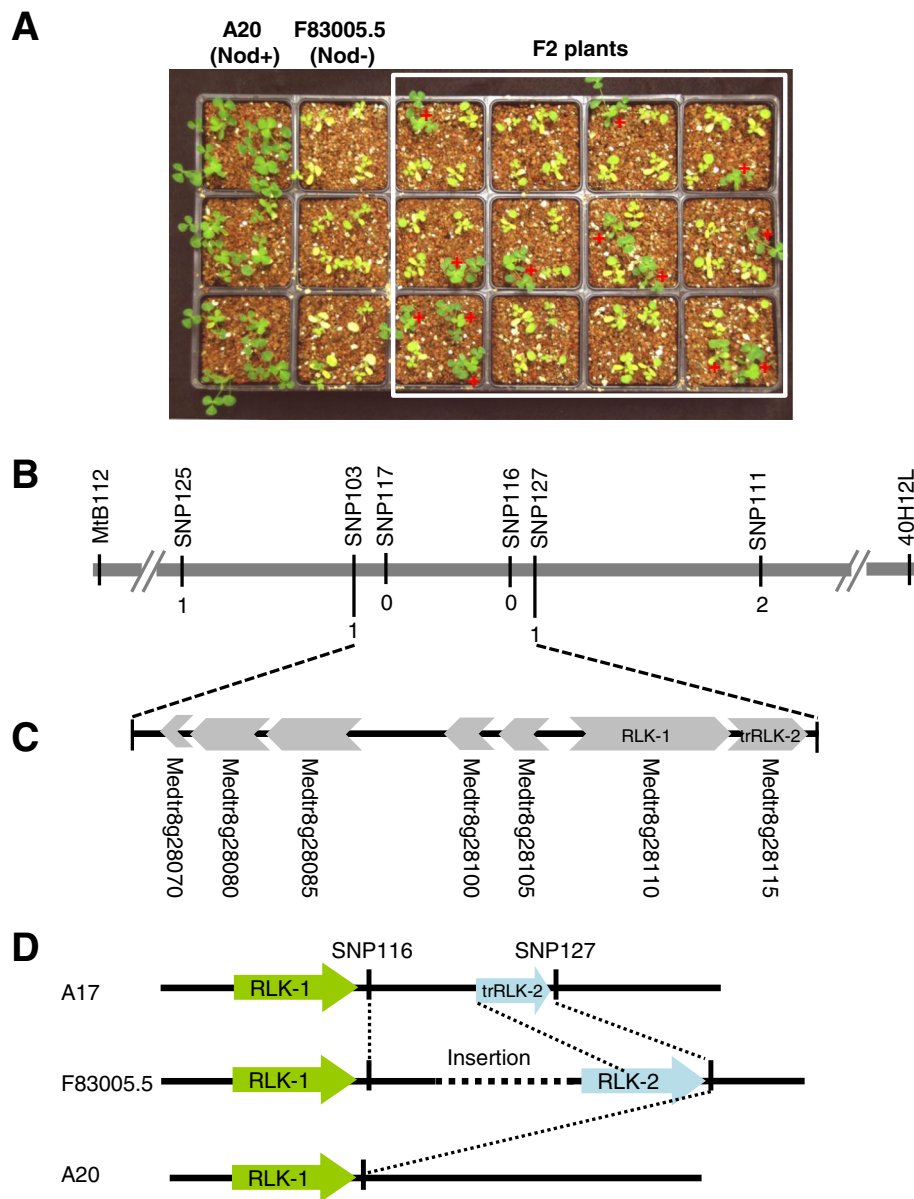 A
A20 (Nod+)
F83005.5 (Nod-)
F2 plants
B
MtB112
SNP125
SNP103
SNP117
SNP116
SNP127
SNP111
40H12L
1
1
0
0
1
2
C
RLK-1
trRLK-2
Medtr8g28070
Medtr8g28080
Medtr8g28085
Medtr8g28100
Medtr8g28105
Medtr8g28110
Medtr8g28115
D
SNP116
SNP127
A17
RLK-1
trRLK-2
Insertion
F83005.5
RLK-1
RLK-2
A20
RLK-1